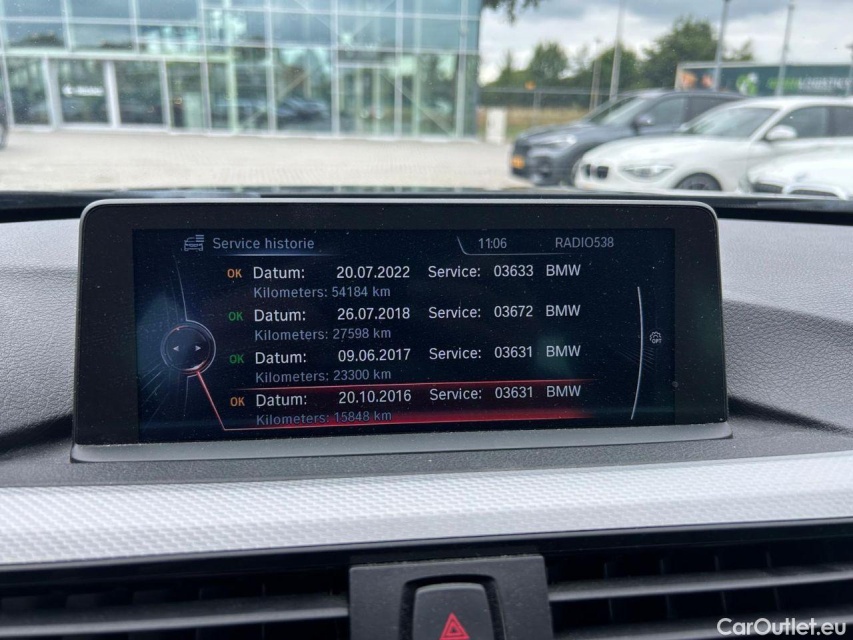 Service historie 11:06 RADIO538
OK Datum: 20.07.2022 Service: 03633 BMW
Kilometers: 54184 km
OK Datum: 26.07.2018 Service: 03672 BMW
Kilometers: 27598 km
OK Datum: 09.06.2017 Service: 03631 BMW
Kilometers: 23300 km
OK Datum: 20.10.2016 Service: 03631 BMW
Kilometers: 15848 km
CarOutlet.eu